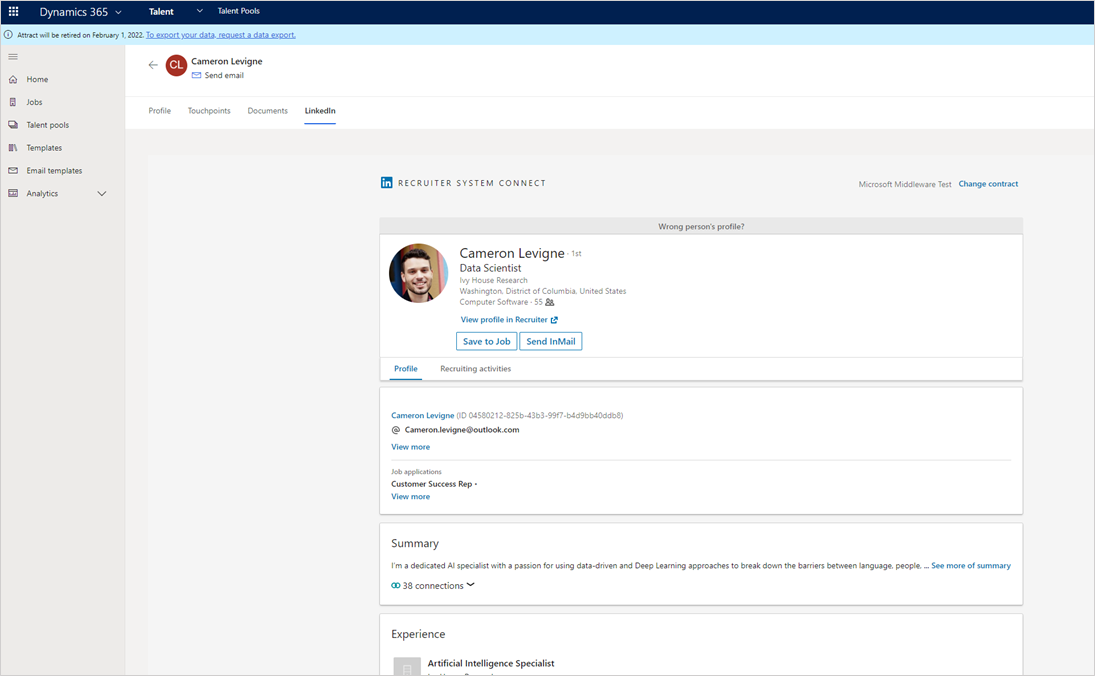 Dynamics 365 Talent Talent Pools
Attract will be retired on February 1, 2022. To export your data, request a data export.
CL
Cameron Levigne
Send email
Home
Jobs
Talent pools
Templates
Email templates
Analytics
Profile Touchpoints Documents LinkedIn
in RECRUITER SYSTEM CONNECT
Microsoft Middleware Test Change contract
Wrong person's profile?
Cameron Levigne · 1st
Data Scientist
Ivy House Research
Washington, District of Columbia, United States
Computer Software · 55
View profile in Recruiter
Save to Job Send InMail
Profile Recruiting activities
Cameron Levigne (ID 04580212-825b-43b3-99f7-b4d9bb40ddb8)
@ Cameron.levigne@outlook.com
View more
Job applications
Customer Success Rep •
View more
Summary
I'm a dedicated AI specialist with a passion for using data-driven and Deep Learning approaches to break down the barriers between language, people, ... See more of summary
38 connections
Experience
Artificial Intelligence Specialist